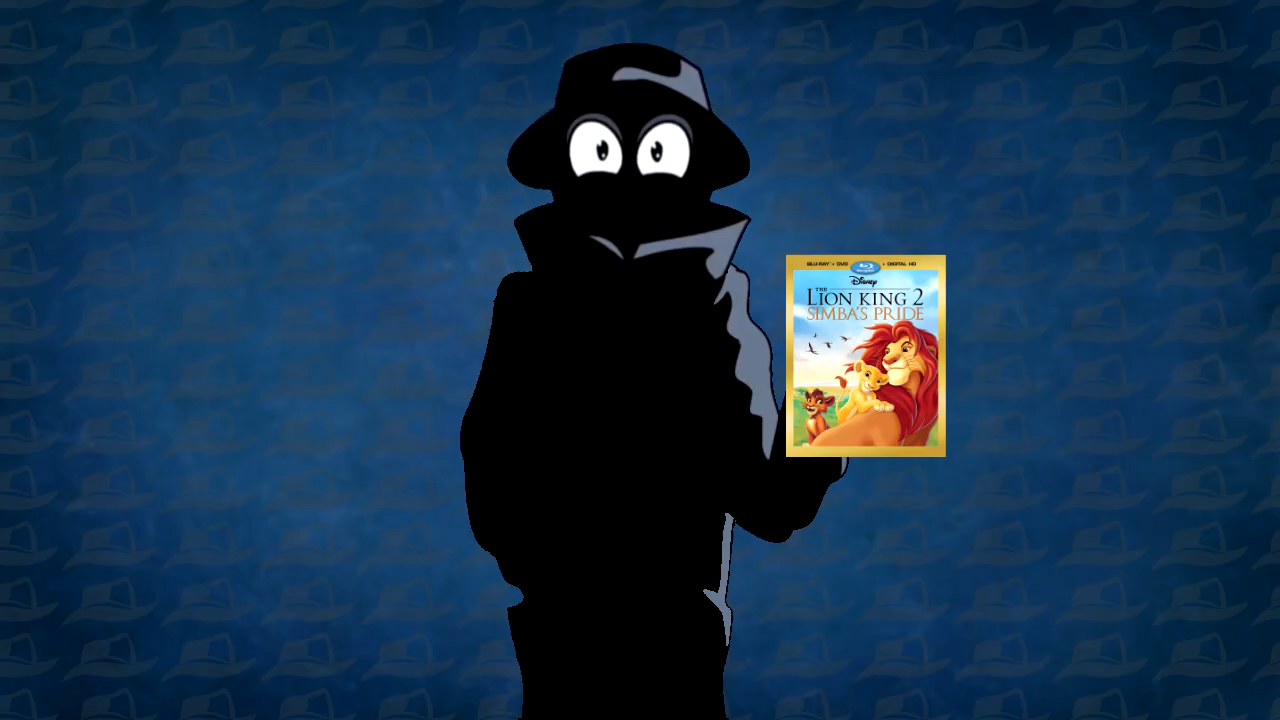 BLU-RAY + DVD + DIGITAL HD
Disney
THE
LION KING 2
SIMBA'S PRIDE